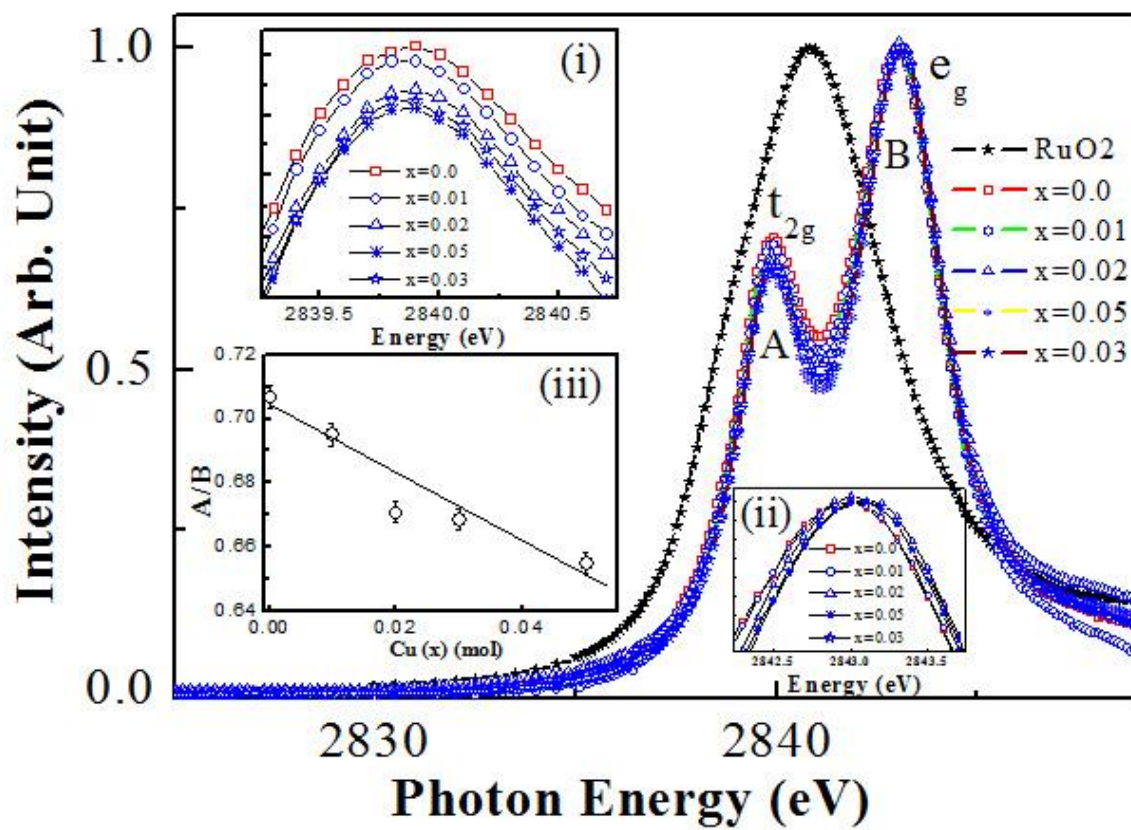 Intensity (Arb. Unit)
1.0
0.5
0.0
2830
2840
Photon Energy (eV)
(i)
x=0.0
x=0.01
x=0.02
x=0.05
x=0.03
2839.5
2840.0
2840.5
Energy (eV)
(iii)
A/B
0.72
0.70
0.68
0.66
0.64
0.00
0.02
0.04
Cu (x) (mol)
t2g
A
eg
B
RuO2
x=0.0
x=0.01
x=0.02
x=0.05
x=0.03
(ii)
x=0.0
x=0.01
x=0.02
x=0.05
x=0.03
2842.5
2843.0
2843.5
Energy (eV)